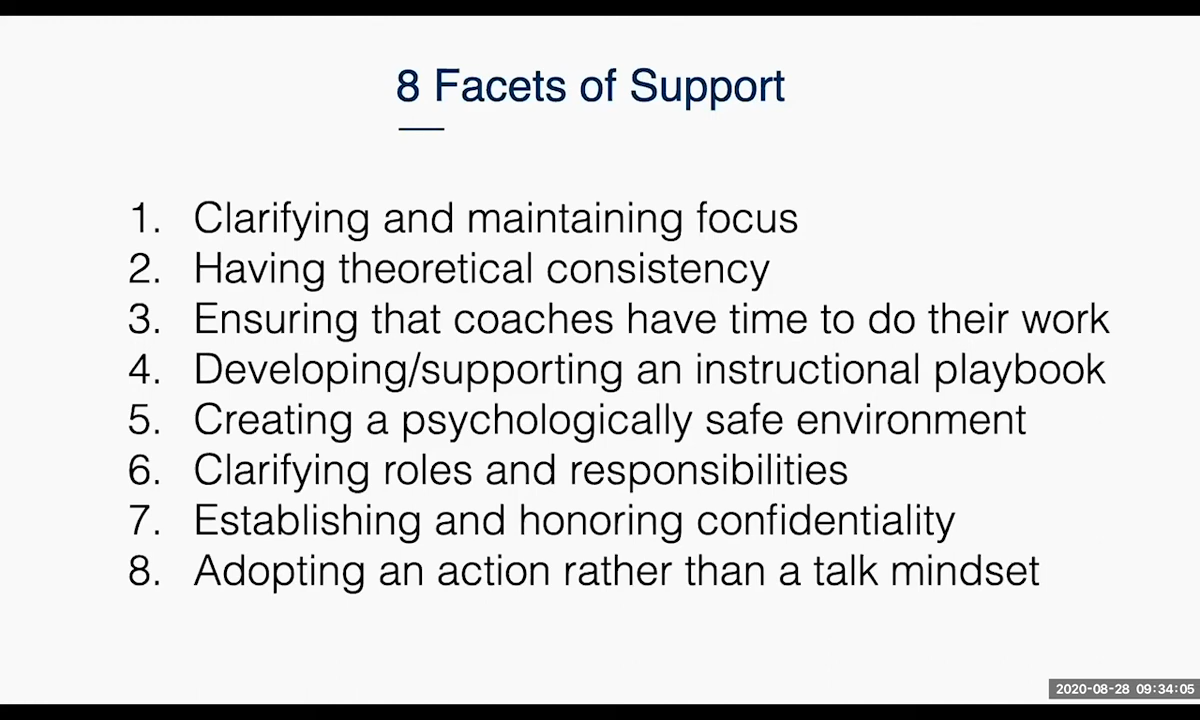 8 Facets of Support
1. Clarifying and maintaining focus
2. Having theoretical consistency
3. Ensuring that coaches have time to do their work
4. Developing/supporting an instructional playbook
5. Creating a psychologically safe environment
6. Clarifying roles and responsibilities
7. Establishing and honoring confidentiality
8. Adopting an action rather than a talk mindset
2020-08-28 09:34:05